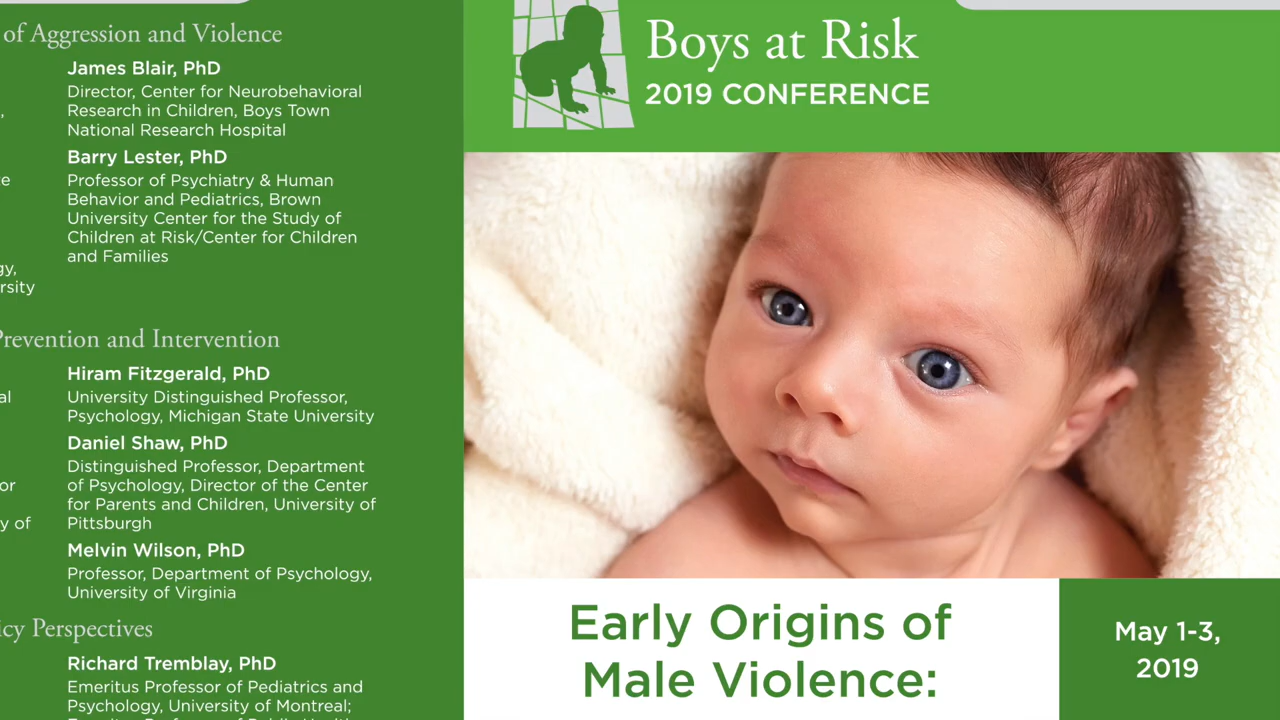 of Aggression and Violence
James Blair, PhD
Director, Center for Neurobehavioral
Research in Children, Boys Town
National Research Hospital
Barry Lester, PhD
Professor of Psychiatry & Human
Behavior and Pediatrics, Brown
University Center for the Study of
Children at Risk/Center for Children
and Families
Prevention and Intervention
Hiram Fitzgerald, PhD
University Distinguished Professor,
Psychology, Michigan State University
Daniel Shaw, PhD
Distinguished Professor, Department
of Psychology, Director of the Center
for Parents and Children, University of
Pittsburgh
y of
Melvin Wilson, PhD
Professor, Department of Psychology,
University of Virginia
icy Perspectives
Richard Tremblay, PhD
Emeritus Professor of Pediatrics and
Psychology, University of Montreal;
Boys at Risk
2019 CONFERENCE
Early Origins of
Male Violence:
May 1-3,
2019